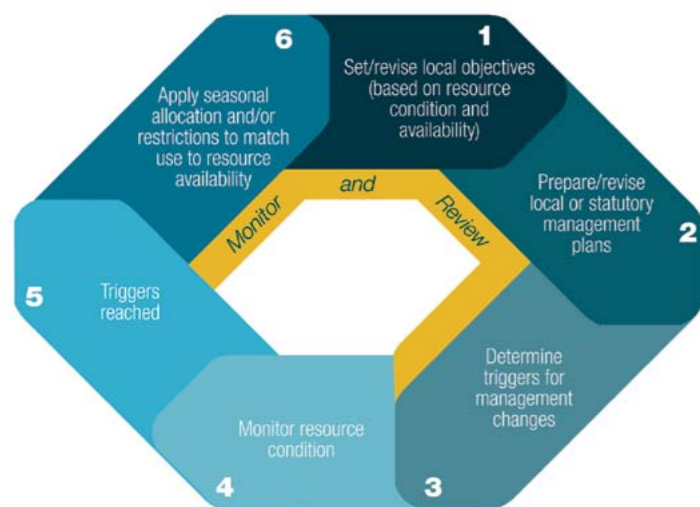 1
Set/revise local objectives
(based on resource
condition and
availability)
Prepare/revise
local or statutory
management
plans
2
Determine
triggers for
management
changes
3
Monitor resource
condition
4
Triggers
reached
5
6
Apply seasonal
allocation and/or
restrictions to match
use to resource
availability
Monitor and Review